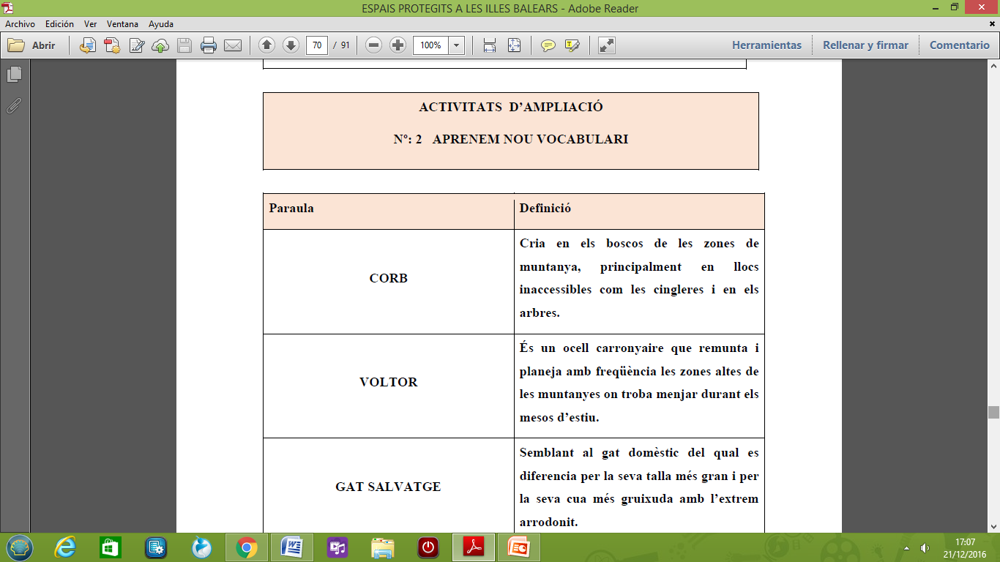 ESPAIS PROTEGITS A LES ILLES BALEARS - Adobe Reader
Archivo Edición Ver Ventana Ayuda
Abrir 70 / 91 100% Herramientas Rellenar y firmar Comentario
ACTIVITATS D’AMPLIACIÓ
Nº: 2 APRENEM NOU VOCABULARI
Paraula
Definició
CORB
Cria en els boscos de les zones de
muntanya, principalment en llocs
inaccessibles com les cingleres i en els
arbres.
VOLTOR
És un ocell carronyaire que remunta i
planeja amb freqüència les zones altes de
les muntanyes on troba menjar durant els
mesos d’estiu.
GAT SALVATGE
Semblant al gat domèstic del qual es
diferencia per la seva talla més gran i per
la seva cua més gruixuda amb l’extrem
arrodonit.
17:07
21/12/2016